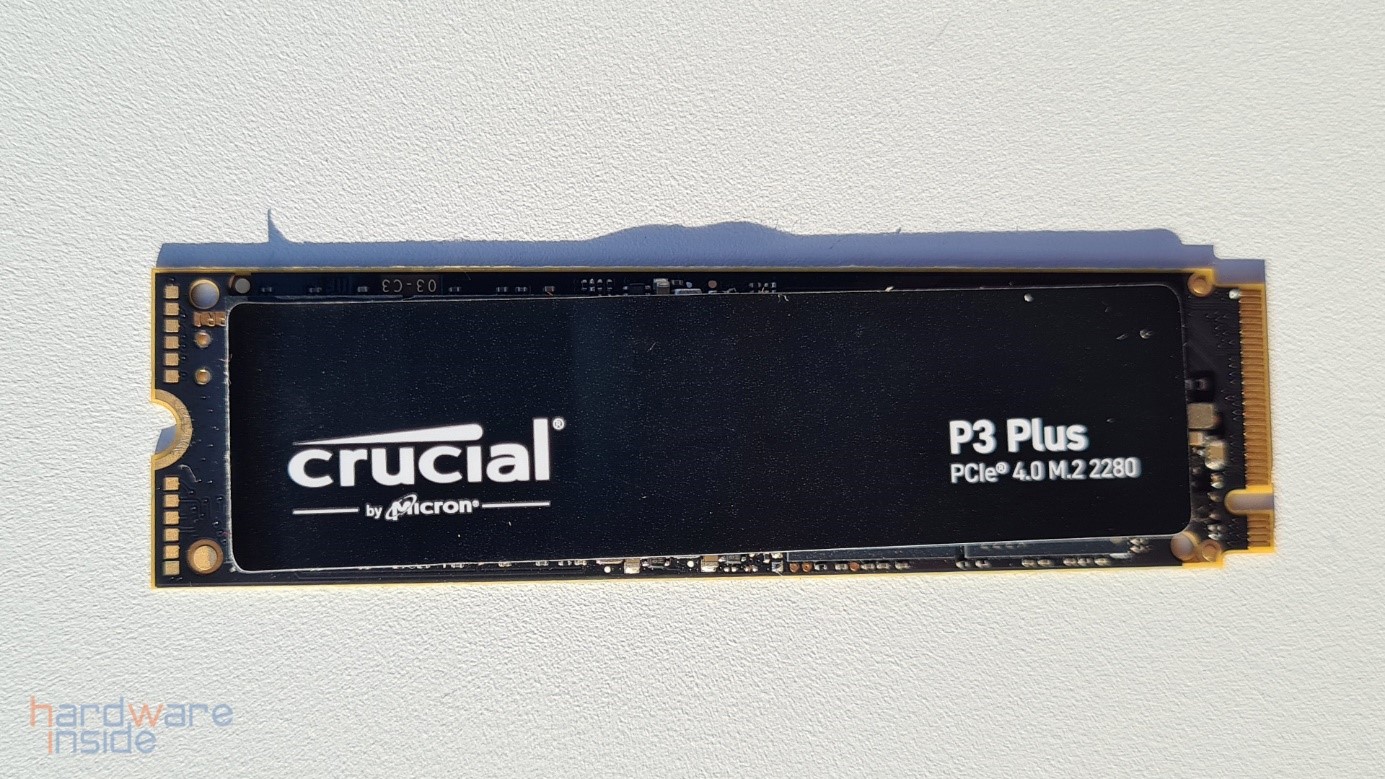 03-C3
crucial®
by Micron®
P3 Plus
PCIe® 4.0 M.2 2280
hardware
inside